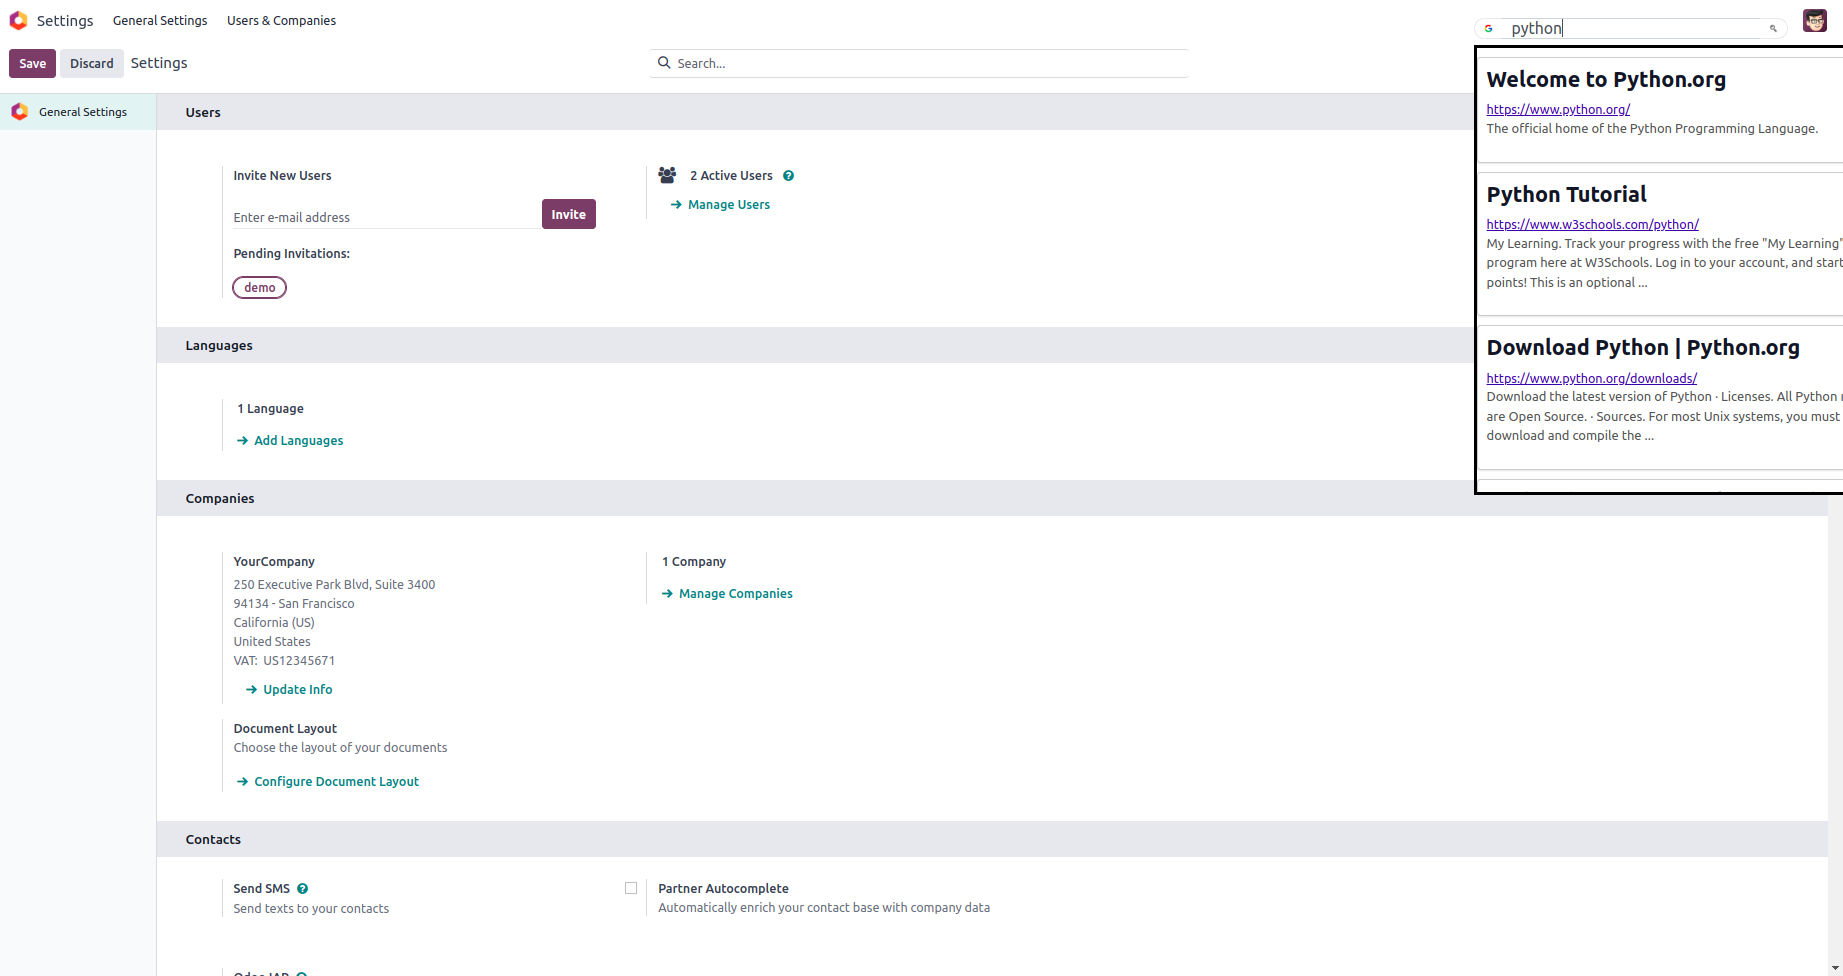 Settings
General Settings
Users & Companies
G
python
Save
Discard
Settings
Search...
General Settings
Users
Invite New Users
Enter e-mail address
Invite
Pending Invitations:
demo
2 Active Users ?
Manage Users
Languages
1 Language
Add Languages
Companies
YourCompany
250 Executive Park Blvd, Suite 3400
94134 - San Francisco
California (US)
United States
VAT: US12345671
Update Info
1 Company
Manage Companies
Document Layout
Choose the layout of your documents
Configure Document Layout
Contacts
Send SMS ?
Send texts to your contacts
Partner Autocomplete
Automatically enrich your contact base with company data
Welcome to Python.org
https://www.python.org/
The official home of the Python Programming Language.
Python Tutorial
https://www.w3schools.com/python/
My Learning. Track your progress with the free "My Learning"
program here at W3Schools. Log in to your account, and start
points! This is an optional ...
Download Python | Python.org
https://www.python.org/downloads/
Download the latest version of Python · Licenses. All Python
are Open Source. · Sources. For most Unix systems, you must
download and compile the ...